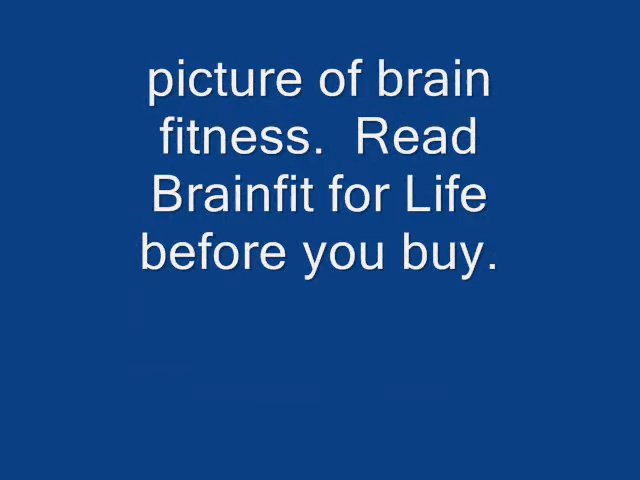 picture of brain
fitness.  Read
Brainfit for Life
before you buy.